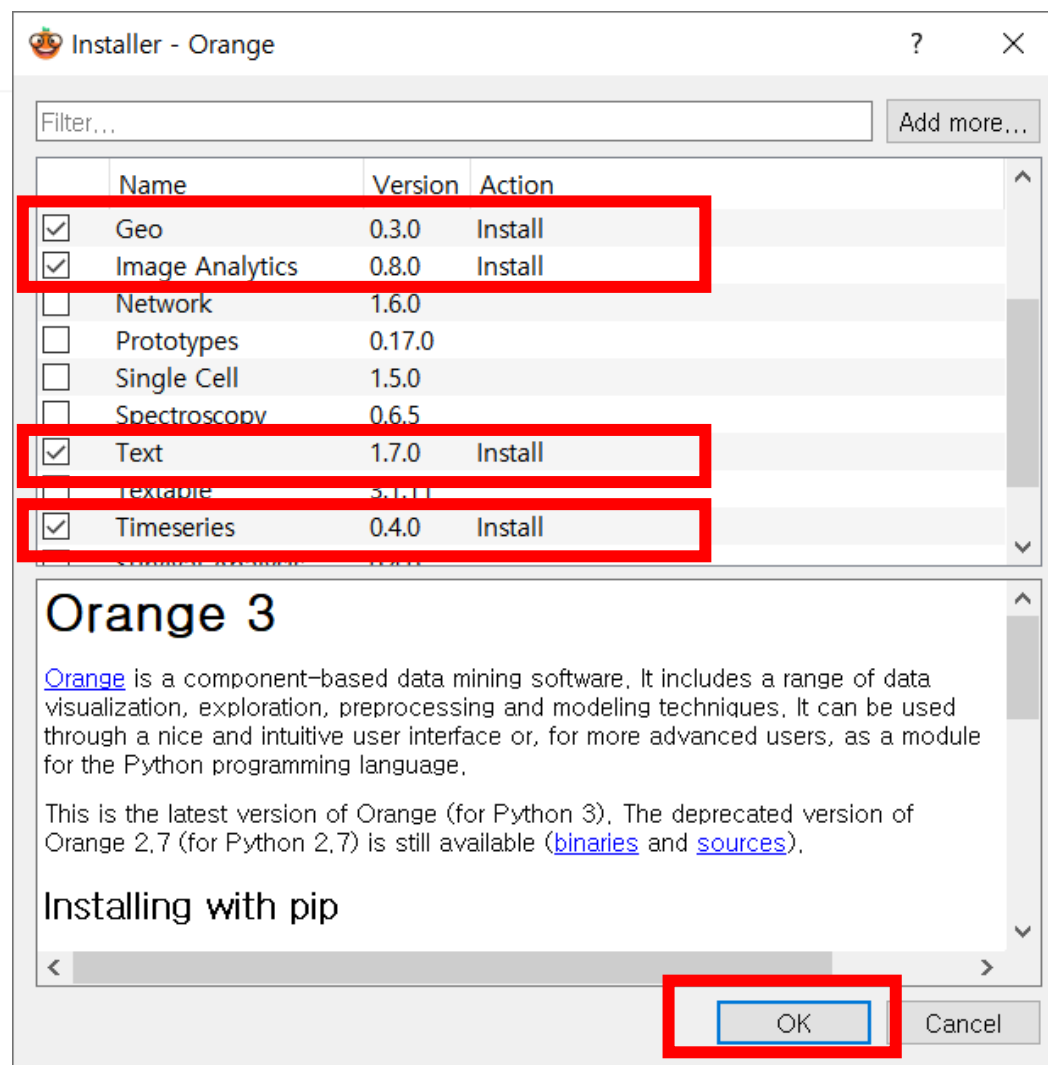 Installer - Orange
?
Filter...
Add more...
Name Version Action
Geo 0.3.0 Install
Image Analytics 0.8.0 Install
Network 1.6.0
Prototypes 0.17.0
Single Cell 1.5.0
Spectroscopy 0.6.5
Text 1.7.0 Install
Textable 3.1.11
Timeseries 0.4.0 Install
Orange 3
Orange is a component-based data mining software. It includes a range of data
visualization, exploration, preprocessing and modeling techniques. It can be used
through a nice and intuitive user interface or, for more advanced users, as a module
for the Python programming language.
This is the latest version of Orange (for Python 3). The deprecated version of
Orange 2.7 (for Python 2.7) is still available (binaries and sources).
Installing with pip
OK Cancel